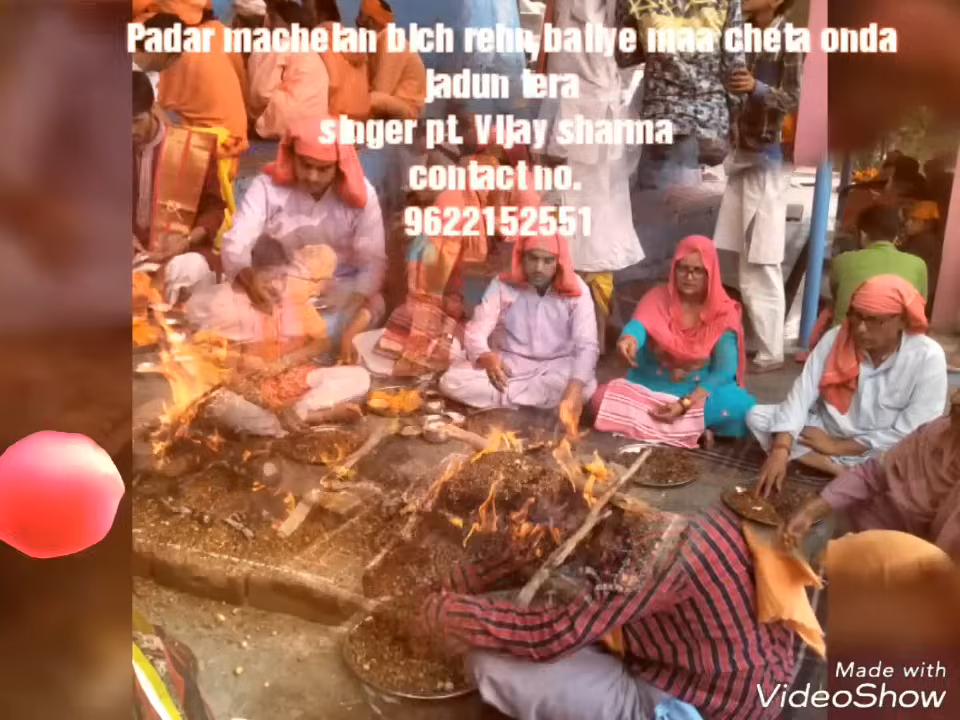 Padar machelan bich rehn,baliye maa cheta onda
jadun tera
singer pt. Vijay sharma
contact no.
9622152551
Made with
VideoShow